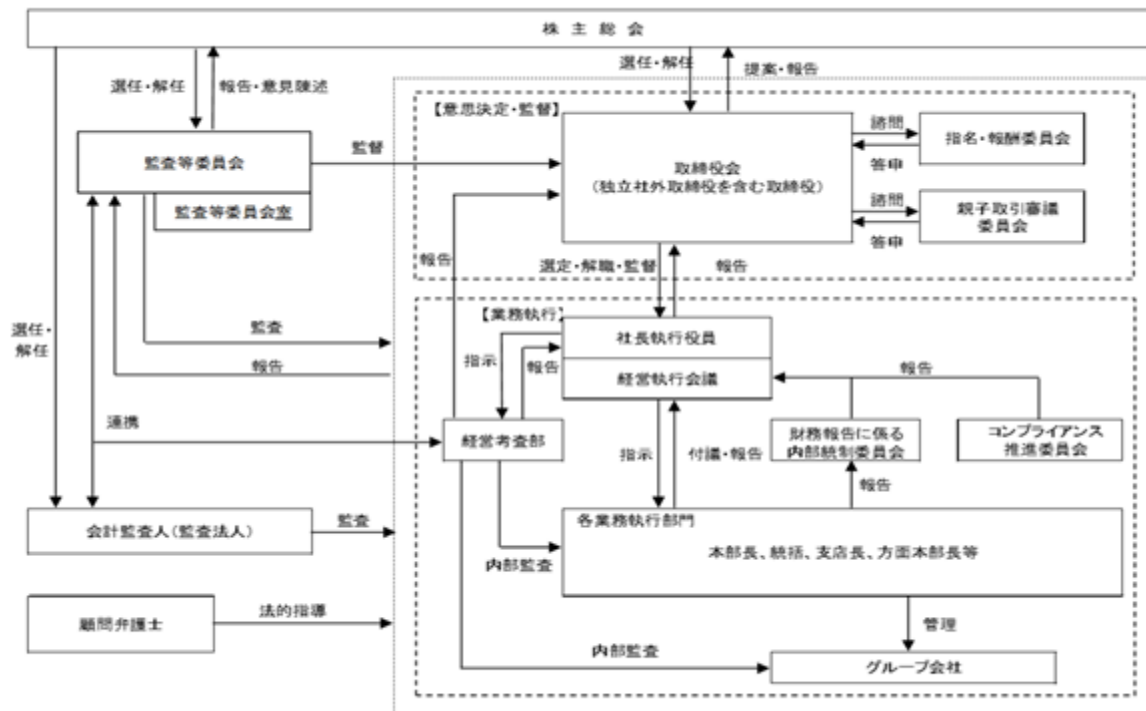 株主総会
選任・解任
報告・意見陳述
選任・解任
提案・報告
【意思決定・監督】
監査等委員会
監査等委員会室
監督
取締役会
(独立社外取締役を含む取締役)
諮問
答申
指名・報酬委員会
諮問
答申
親子取引審議
委員会
報告
選定・解職・監督
報告
【業務執行】
選任・
解任
監査
報告
指示
報告
社長執行役員
経営執行会議
報告
連携
経営考査部
指示
付議・報告
財務報告に係る
内部統制委員会
コンプライアンス
推進委員会
報告
会計監査人(監査法人)
監査
内部監査
各業務執行部門
本部長、統括、支店長、方面本部長等
顧問弁護士
法的指導
管理
内部監査
グループ会社